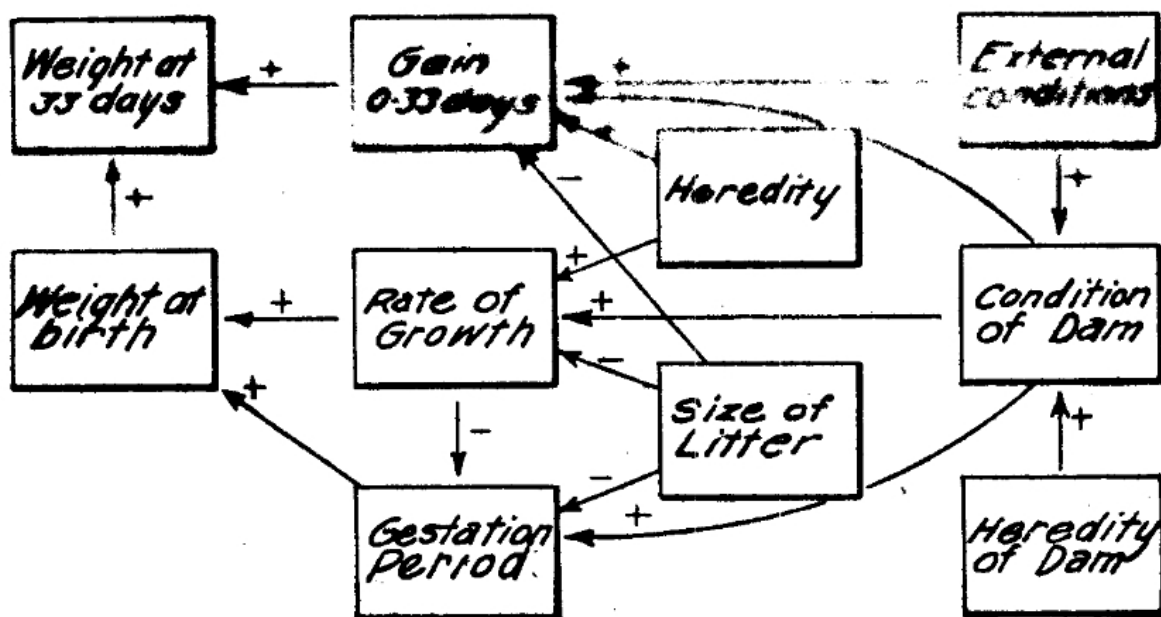 Weight at
33 days
+
Gain
0-33 days
+
External
conditions
+
Heredity
+
-
+
+
Weight at
birth
+
Rate of
Growth
+
+
Condition
of Dam
-
+
-
Size of
Litter
+
-
+
Gestation
Period
Heredity
of Dam